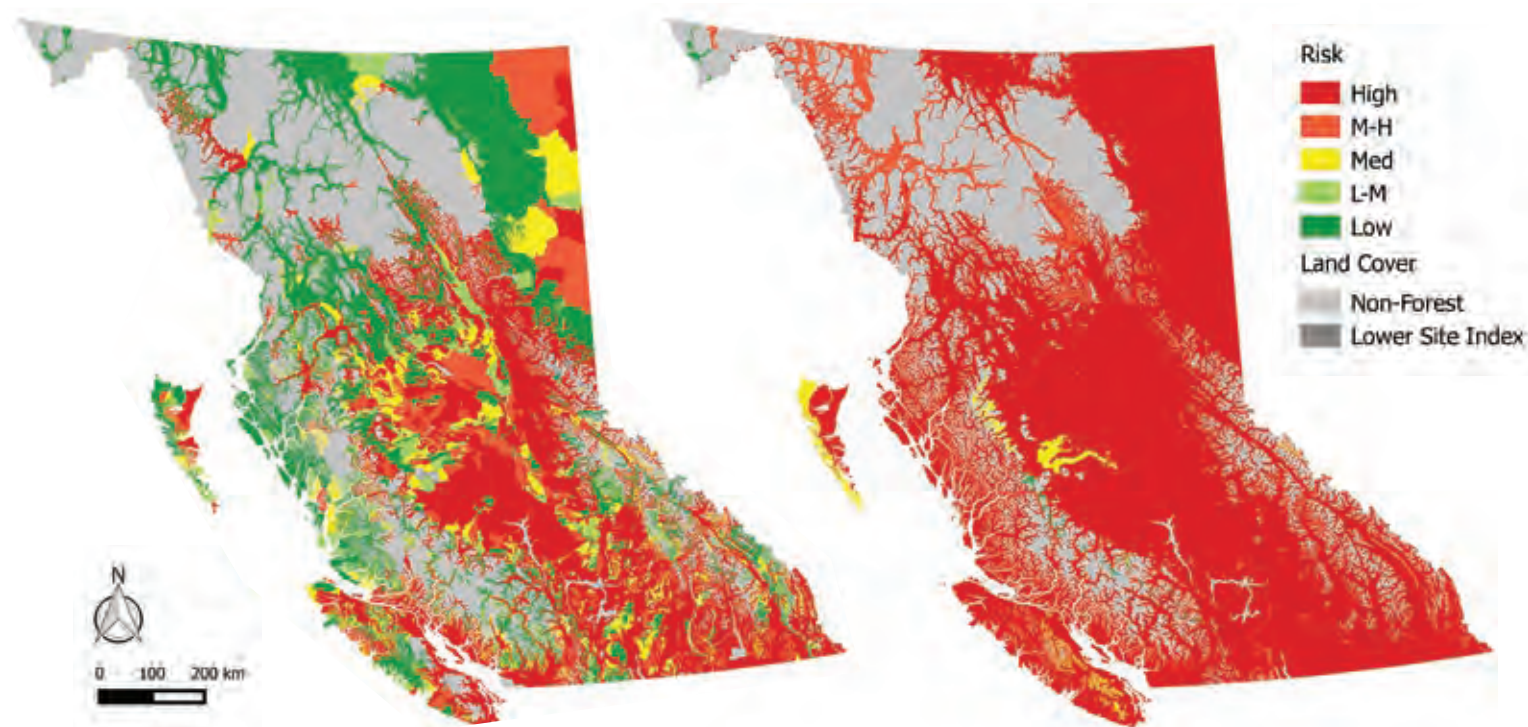 Risk
High
M-H
Med
L-M
Low
Land Cover
Non-Forest
Lower Site Index
N
0 100 200 km